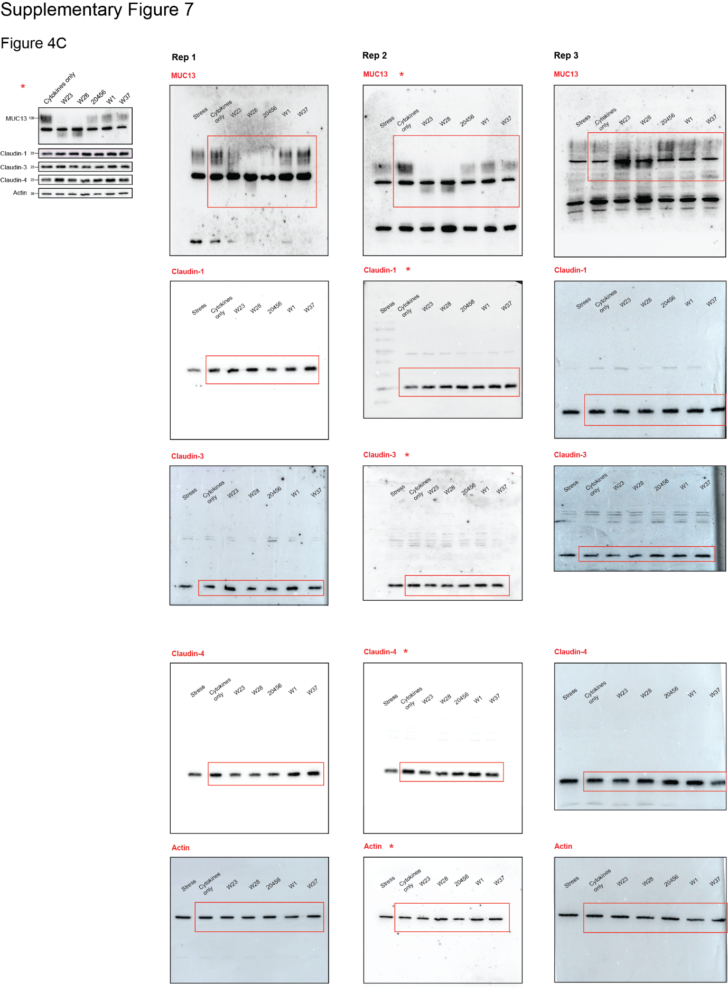 Supplementary Figure 7
Figure 4C
*
Cytokines only W23 W28 20456 W1 W37
MUC13 130
Claudin-1 22
Claudin-3 22
Claudin-4 22
Actin 38
Rep 1
Rep 2
Rep 3
MUC13
Stress Cytokines only W23 W28 20456 W1 W37
MUC13 *
Stress Cytokines only W23 W28 20456 W1 W37
MUC13
Stress Cytokines only W23 W28 20456 W1 W37
Claudin-1
Stress Cytokines only W23 W28 20456 W1 W37
Claudin-1 *
Stress Cytokines only W23 W28 20456 W1 W37
Claudin-1
Stress Cytokines only W23 W28 20456 W1 W37
Claudin-3
Stress Cytokines only W23 W28 20456 W1 W37
Claudin-3 *
Stress Cytokines only W23 W28 20456 W1 W37
Claudin-3
Stress Cytokines only W23 W28 20456 W1 W37
Claudin-4
Stress Cytokines only W23 W28 20456 W1 W37
Claudin-4 *
Stress Cytokines only W23 W28 20456 W1 W37
Claudin-4
Stress Cytokines only W23 W28 20456 W1 W37
Actin
Stress Cytokines only W23 W28 20456 W1 W37
Actin *
Stress Cytokines only W23 W28 20456 W1 W37
Actin
Stress Cytokines only W23 W28 20456 W1 W37